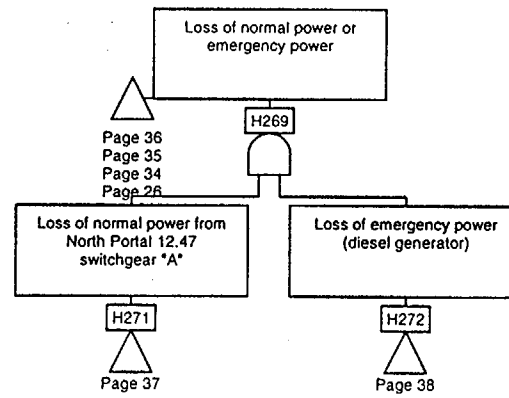 Loss of normal power or
emergency power
H269
Page 36
Page 35
Page 34
Page 26
Loss of normal power from
North Portal 12.47
switchgear "A"
Loss of emergency power
(diesel generator)
H271
H272
Page 37
Page 38